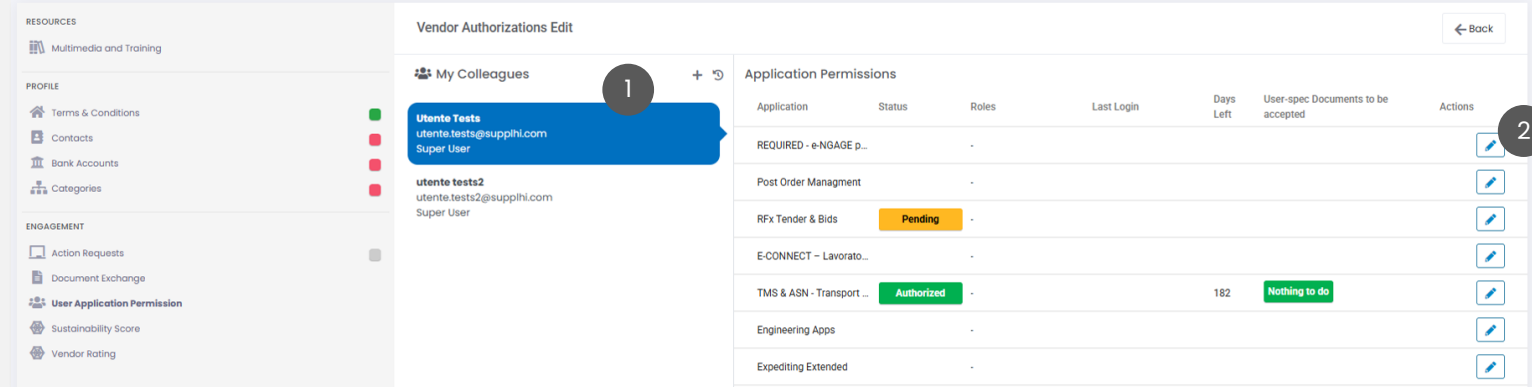 RESOURCES
Multimedia and Training
PROFILE
Terms & Conditions
Contacts
Bank Accounts
Categories
ENGAGEMENT
Action Requests
Document Exchange
User Application Permission
Sustainability Score
Vendor Rating
Vendor Authorizations Edit
Back
My Colleagues
1
Utente Tests
utente.tests@supplhi.com
Super User
utente tests2
utente.tests2@supplhi.com
Super User
Application Permissions
Application Status Roles Last Login Days Left User-spec Documents to be accepted Actions
2
REQUIRED - e-NGAGE p... -
Post Order Managment -
RFx Tender & Bids Pending -
E-CONNECT – Lavorato... -
TMS & ASN - Transport ... Authorized - 182 Nothing to do
Engineering Apps -
Expediting Extended -